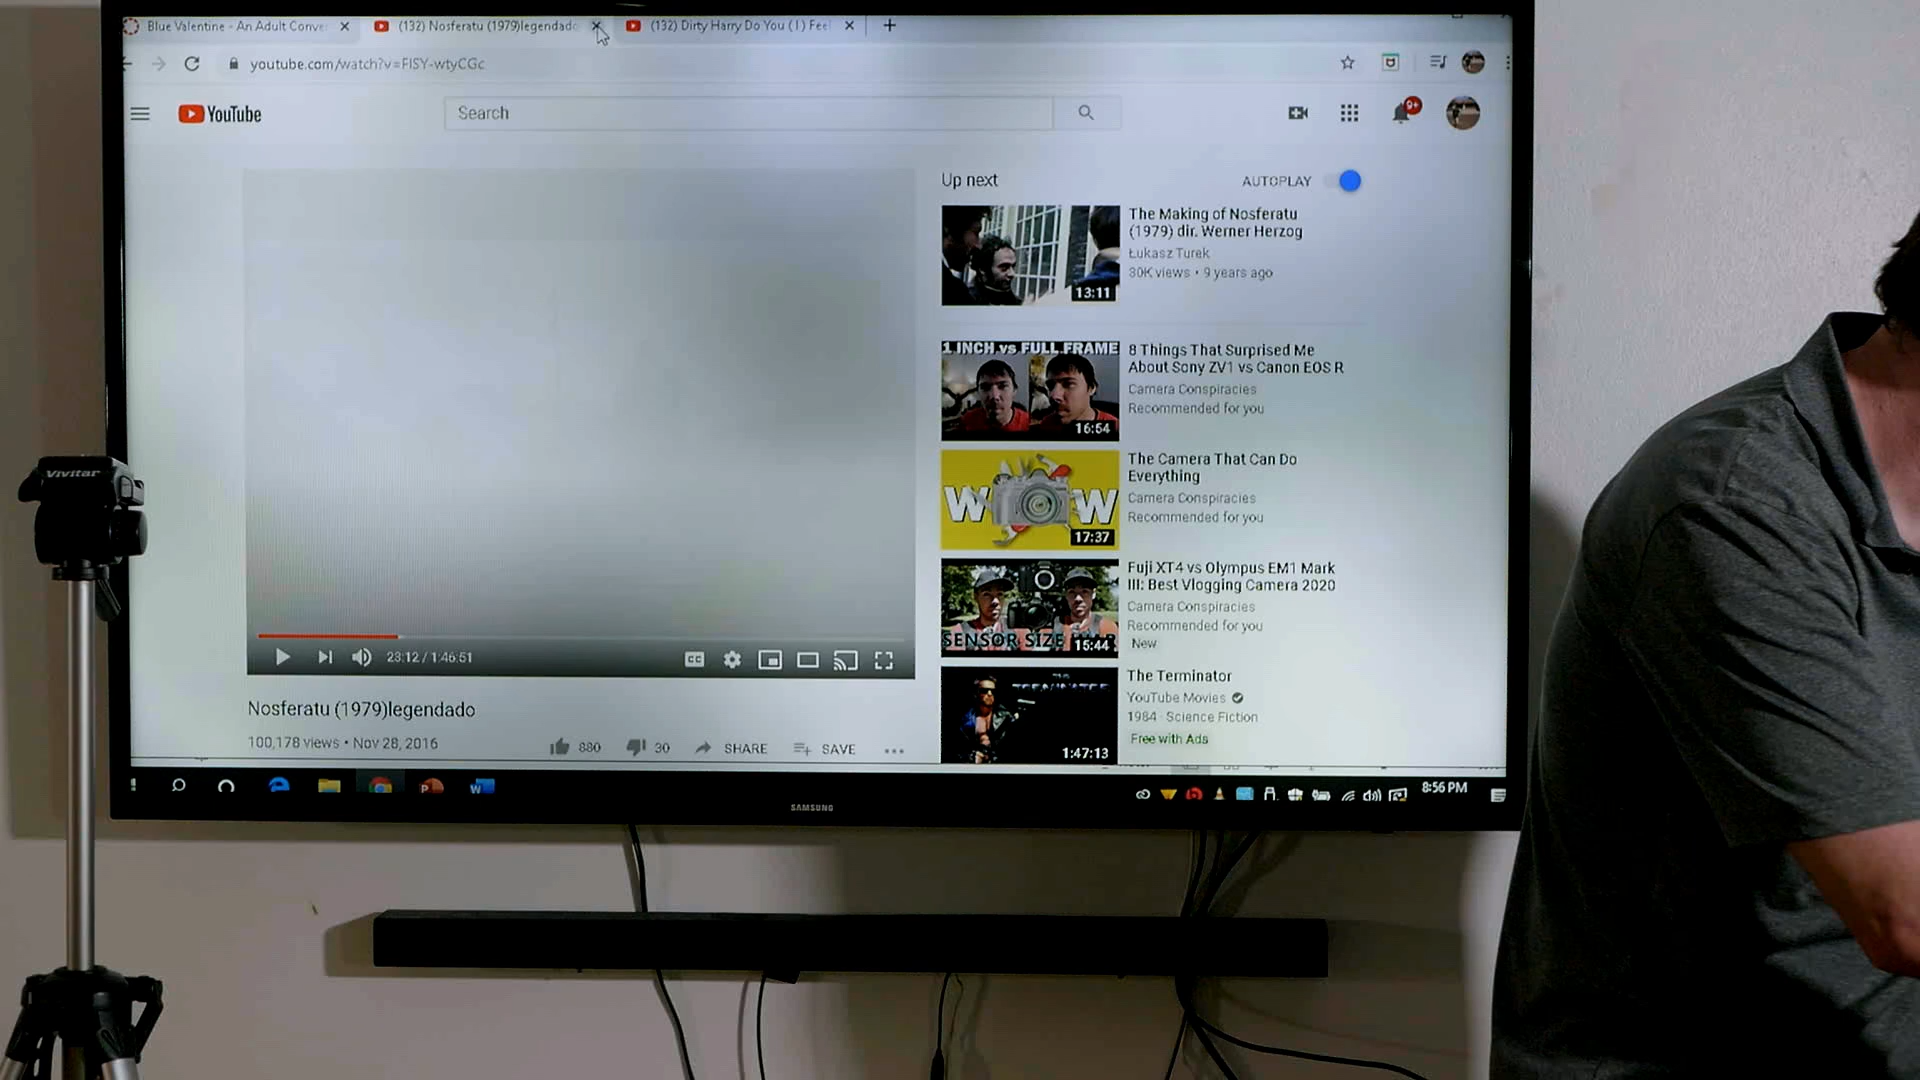 Blue Valentine - An Adult Conve
(132) Nosferatu (1979)legendado
(132) Dirty Harry Do You ( I ) Feel
youtube.com/watch?v=FlSY-wtyCGc
YouTube
Search
9+
Up next
AUTOPLAY
The Making of Nosferatu
(1979) dir. Werner Herzog
Łukasz Turek
30K views • 9 years ago
13:11
1 INCH vs FULL FRAME
16:54
8 Things That Surprised Me
About Sony ZV1 vs Canon EOS R
Camera Conspiracies
Recommended for you
W W
17:37
The Camera That Can Do
Everything
Camera Conspiracies
Recommended for you
SENSOR SIZE
15:44
Fuji XT4 vs Olympus EM1 Mark
III: Best Vlogging Camera 2020
Camera Conspiracies
Recommended for you
New
1:47:13
The Terminator
YouTube Movies
1984 · Science Fiction
Free with Ads
23:12 / 1:46:51
CC
Nosferatu (1979)legendado
100,178 views • Nov 28, 2016
880
30
SHARE
SAVE
8:56 PM
SAMSUNG
Vivitar